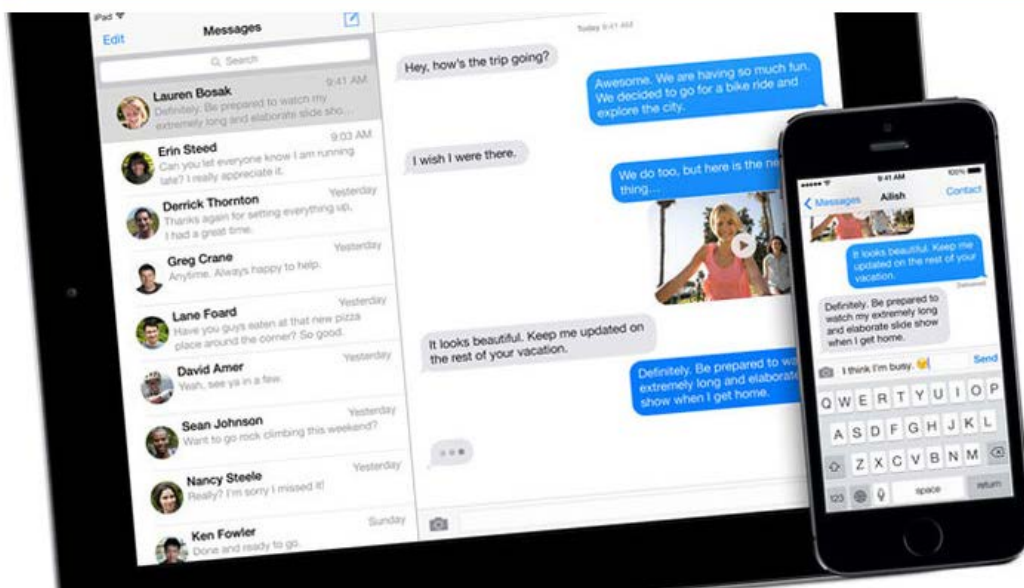 iPad
Edit
Messages
Search
Lauren Bosak
9:41 AM
Definitely. Be prepared to watch my
extremely long and elaborate slide sho...
Erin Steed
9:03 AM
Can you let everyone know I am running
late? I really appreciate it.
Derrick Thornton
Yesterday
Thanks again for setting everything up,
I had a great time.
Greg Crane
Yesterday
Anytime. Always happy to help.
Lane Foard
Yesterday
Have you guys eaten at that new pizza
place around the corner? So good.
David Amer
Yesterday
Yeah, see ya in a few.
Sean Johnson
Yesterday
Want to go rock climbing this weekend?
Nancy Steele
Yesterday
Really? I'm sorry I missed it!
Ken Fowler
Sunday
Done and ready to go.
Today 9:41 AM
Hey, how's the trip going?
Awesome. We are having so much fun.
We decided to go for a bike ride and
explore the city.
I wish I were there.
We do too, but here is the
thing…
It looks beautiful. Keep me updated on
the rest of your vacation.
Definitely. Be prepared to
extremely long and elaborate
show when I get home.
9:41 AM
100%
Messages
Ailish
Contact
It looks beautiful. Keep me
updated on the rest of your
vacation.
Delivered
Definitely. Be prepared to
watch my extremely long
and elaborate slide show
when I get home.
I think I'm busy. 😜
Send
Q W E R T Y U I O P
A S D F G H J K L
Z X C V B N M
123
space
return